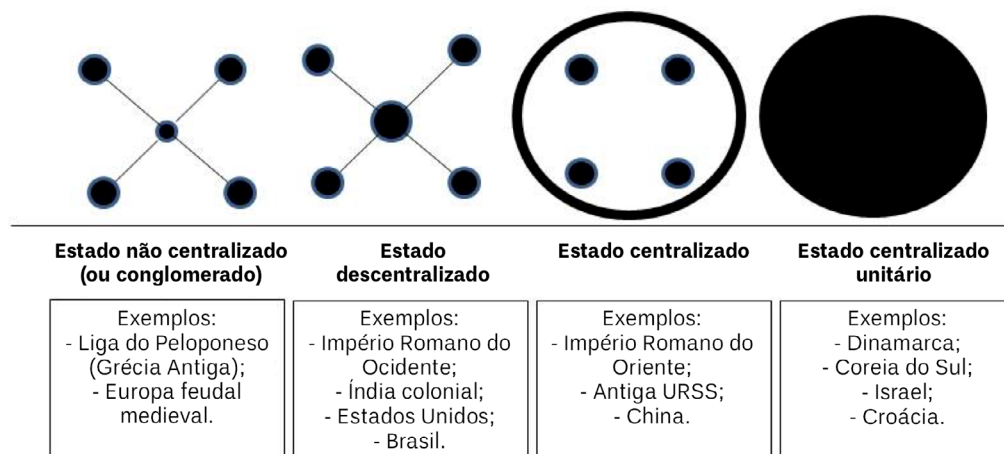 Estado não centralizado
(ou conglomerado)
Estado
descentralizado
Estado centralizado
Estado centralizado
unitário
Exemplos:
- Liga do Peloponeso
(Grécia Antiga);
- Europa feudal
medieval.
Exemplos:
- Império Romano do
Ocidente;
- Índia colonial;
- Estados Unidos;
- Brasil.
Exemplos:
- Império Romano do
Oriente;
- Antiga URSS;
- China.
Exemplos:
- Dinamarca;
- Coreia do Sul;
- Israel;
- Croácia.